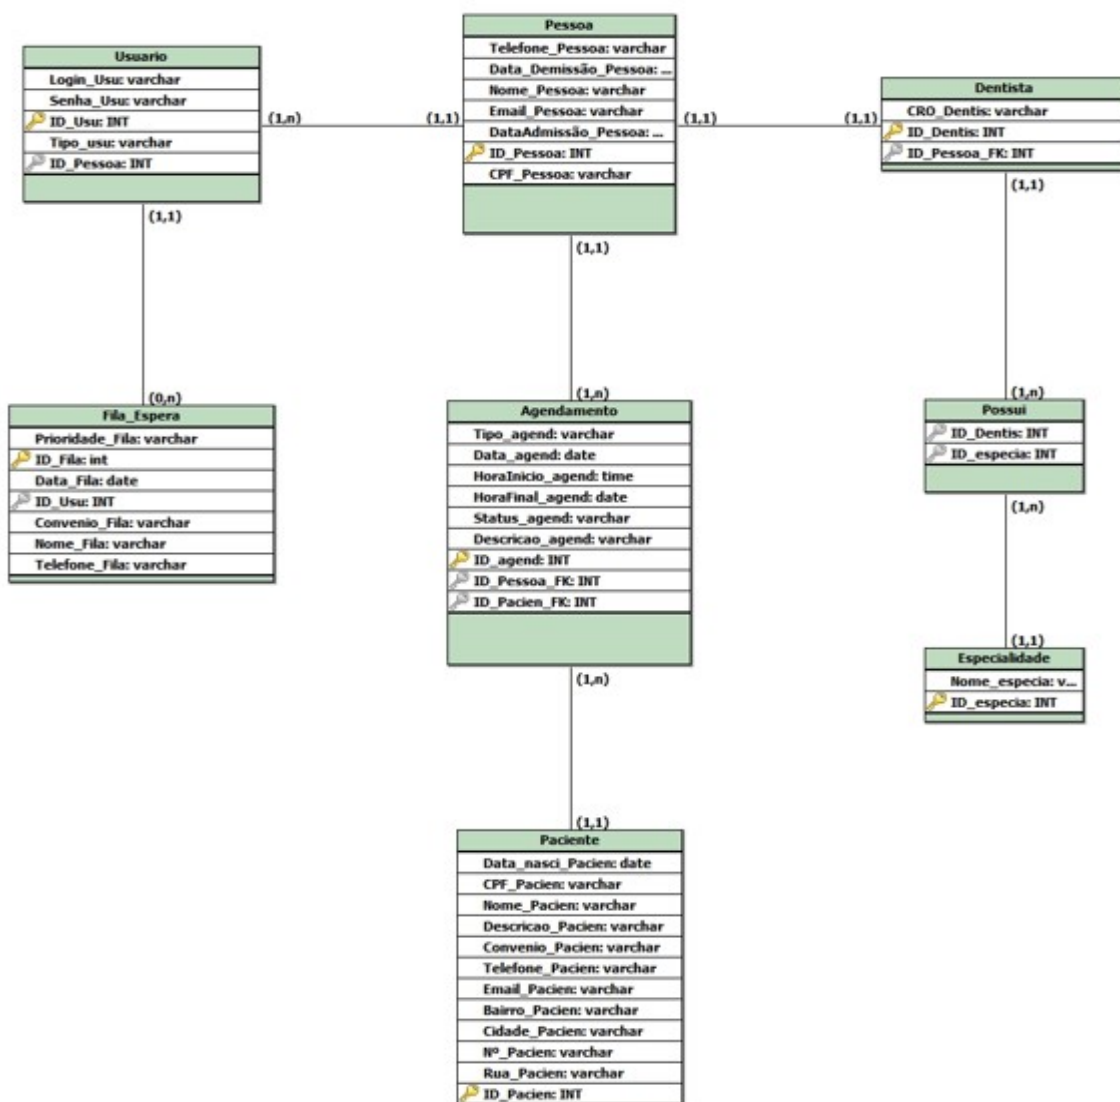 Pessoa
Telefone_Pessoa: varchar
Data_Demissão_Pessoa: ...
Nome_Pessoa: varchar
Email_Pessoa: varchar
DataAdmissão_Pessoa: ...
ID_Pessoa: INT
CPF_Pessoa: varchar
Usuario
Login_Usu: varchar
Senha_Usu: varchar
ID_Usu: INT
Tipo_usu: varchar
ID_Pessoa: INT
(1,n)
(1,1)
(1,1)
(1,1)
Dentista
CRO_Dentis: varchar
ID_Dentis: INT
ID_Pessoa_FK: INT
(1,1)
(1,1)
(1,1)
(0,n)
Fila_Espera
Prioridade_Fila: varchar
ID_Fila: int
Data_Fila: date
ID_Usu: INT
Convenio_Fila: varchar
Nome_Fila: varchar
Telefone_Fila: varchar
(1,n)
Agendamento
Tipo_agend: varchar
Data_agend: date
HoraInicio_agend: time
HoraFinal_agend: date
Status_agend: varchar
Descricao_agend: varchar
ID_agend: INT
ID_Pessoa_FK: INT
ID_Pacien_FK: INT
(1,n)
(1,n)
Possui
ID_Dentis: INT
ID_especia: INT
(1,n)
(1,1)
Especialidade
Nome_especia: v...
ID_especia: INT
(1,1)
Paciente
Data_nasci_Pacien: date
CPF_Pacien: varchar
Nome_Pacien: varchar
Descricao_Pacien: varchar
Convenio_Pacien: varchar
Telefone_Pacien: varchar
Email_Pacien: varchar
Bairro_Pacien: varchar
Cidade_Pacien: varchar
Nº_Pacien: varchar
Rua_Pacien: varchar
ID_Pacien: INT